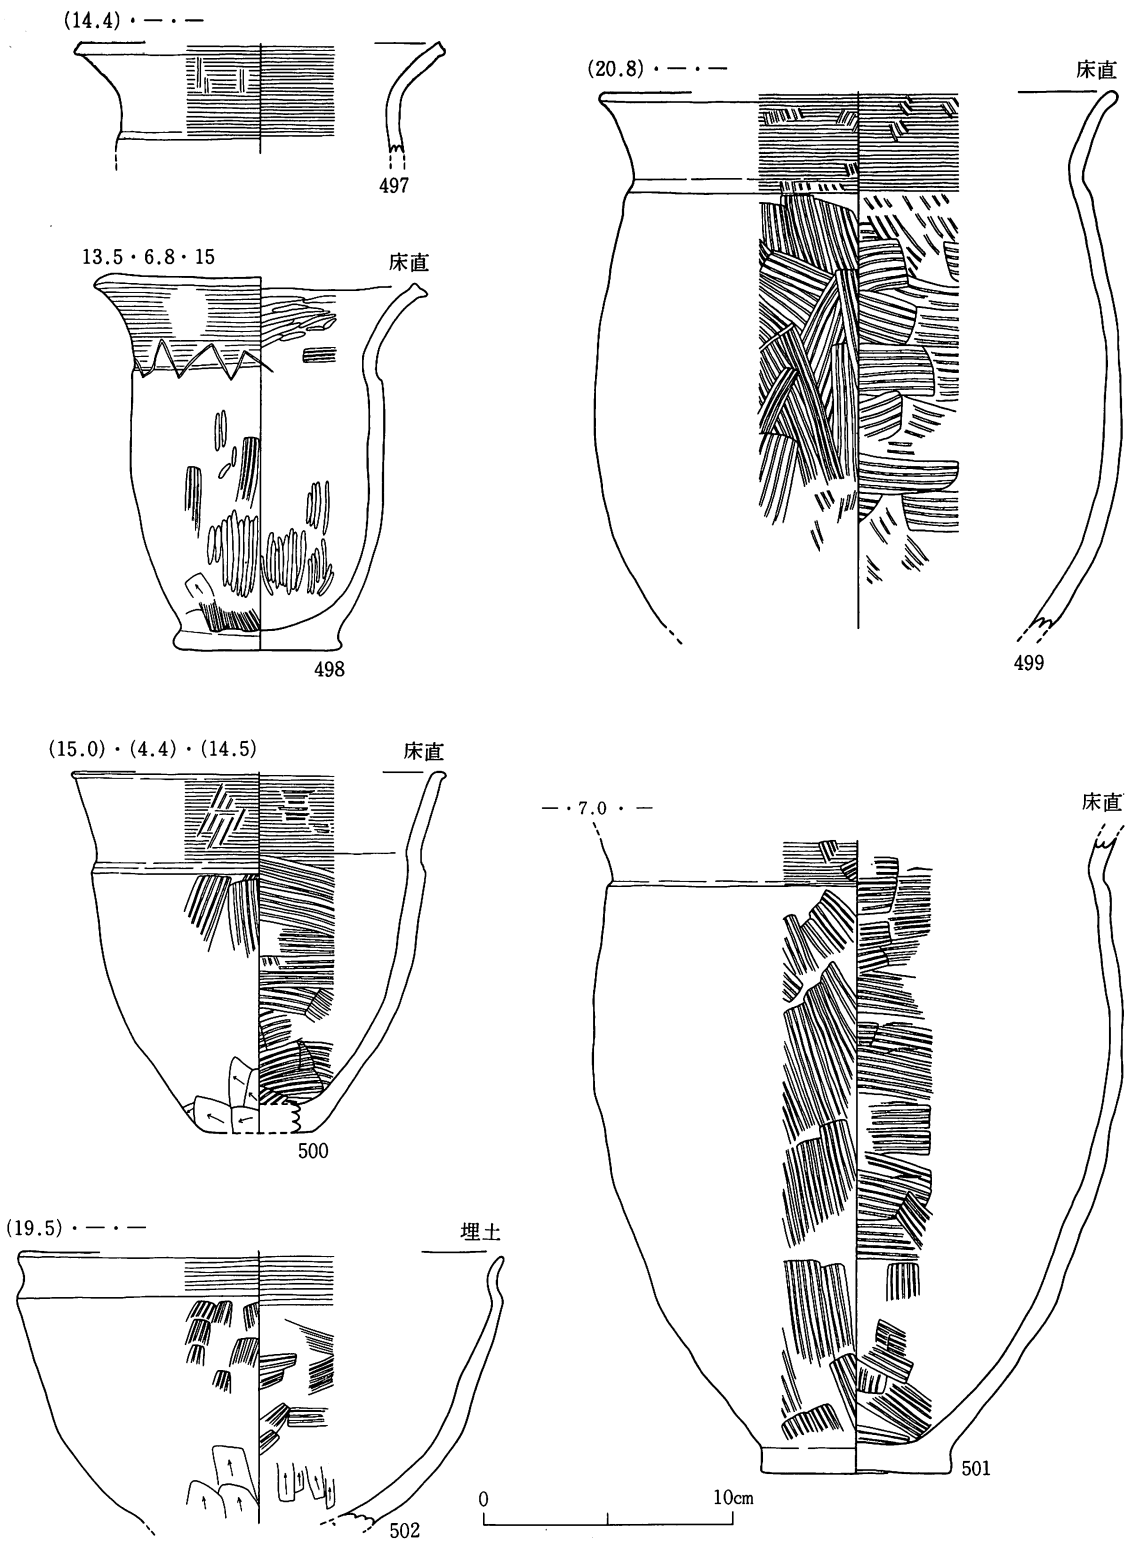 (14.4)・―・―
497
(20.8)・―・―
床直
499
13.5・6.8・15
床直
498
(15.0)・(4.4)・(14.5)
床直
500
―・7.0・―
床直
501
(19.5)・―・―
埋土
502
0
10cm